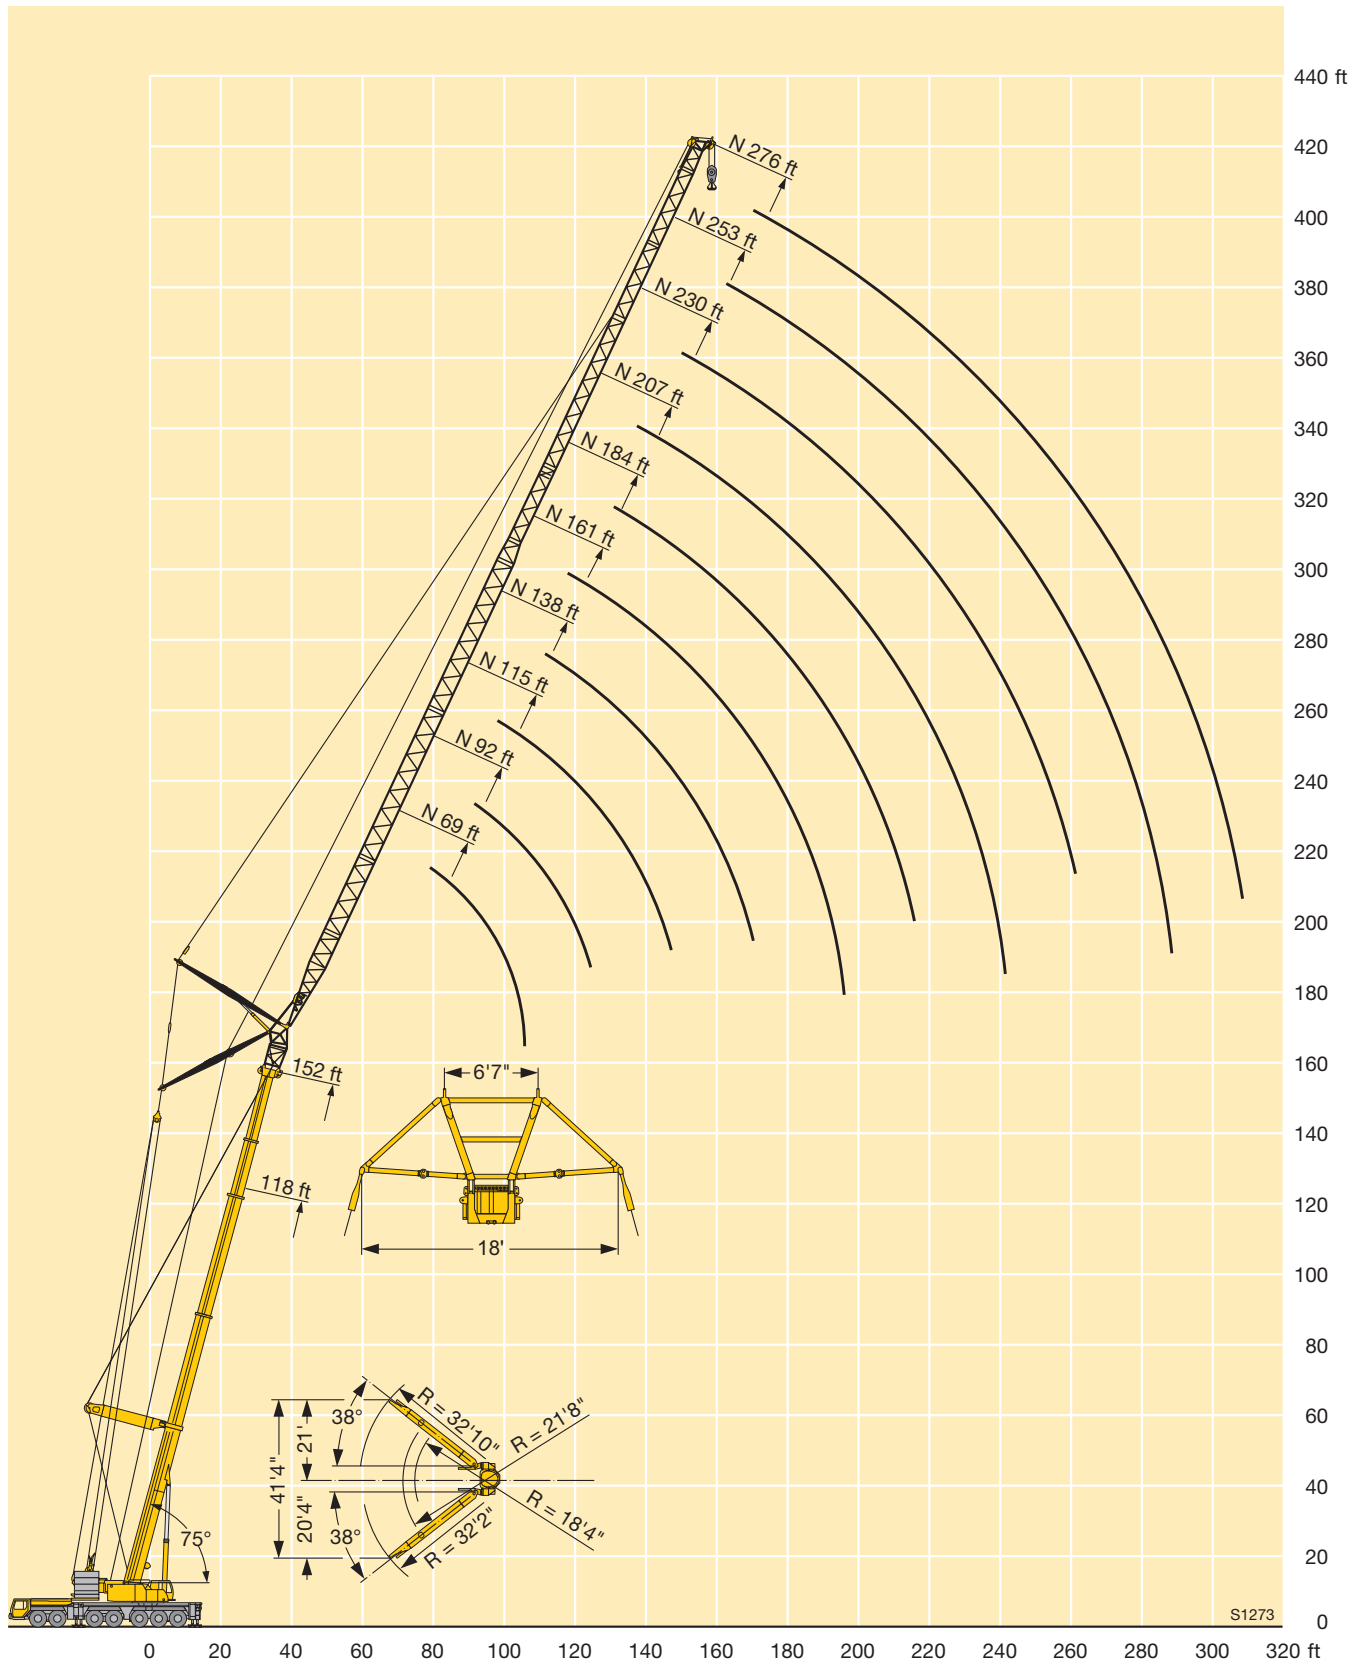 440 ft
420
400
380
360
340
320
300
280
260
240
220
200
180
160
140
120
100
80
60
40
20
0
N 276 ft
N 253 ft
N 230 ft
N 207 ft
N 184 ft
N 161 ft
N 138 ft
N 115 ft
N 92 ft
N 69 ft
152 ft
118 ft
6'7"
18'
75°
41'4"
21'
20'4"
38°
38°
R = 32'10"
R = 21'8"
R = 18'4"
R = 32'2"
S1273
0 20 40 60 80 100 120 140 160 180 200 220 240 260 280 300 320 ft